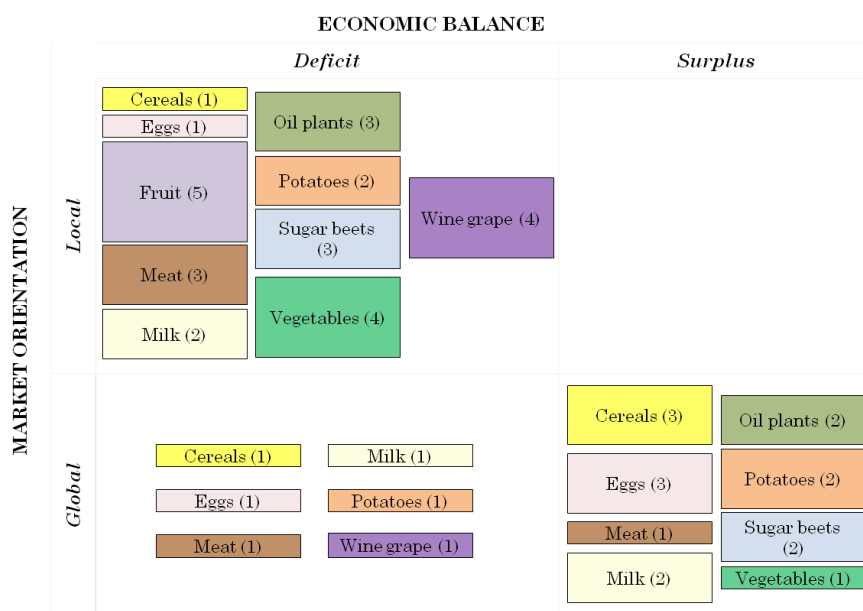 ECONOMIC BALANCE
Deficit
Surplus
MARKET ORIENTATION
Local
Cereals (1)
Eggs (1)
Fruit (5)
Meat (3)
Milk (2)
Oil plants (3)
Potatoes (2)
Sugar beets
(3)
Vegetables (4)
Wine grape (4)
Global
Cereals (1)
Eggs (1)
Meat (1)
Milk (1)
Potatoes (1)
Wine grape (1)
Cereals (3)
Eggs (3)
Meat (1)
Milk (2)
Oil plants (2)
Potatoes (2)
Sugar beets
(2)
Vegetables (1)